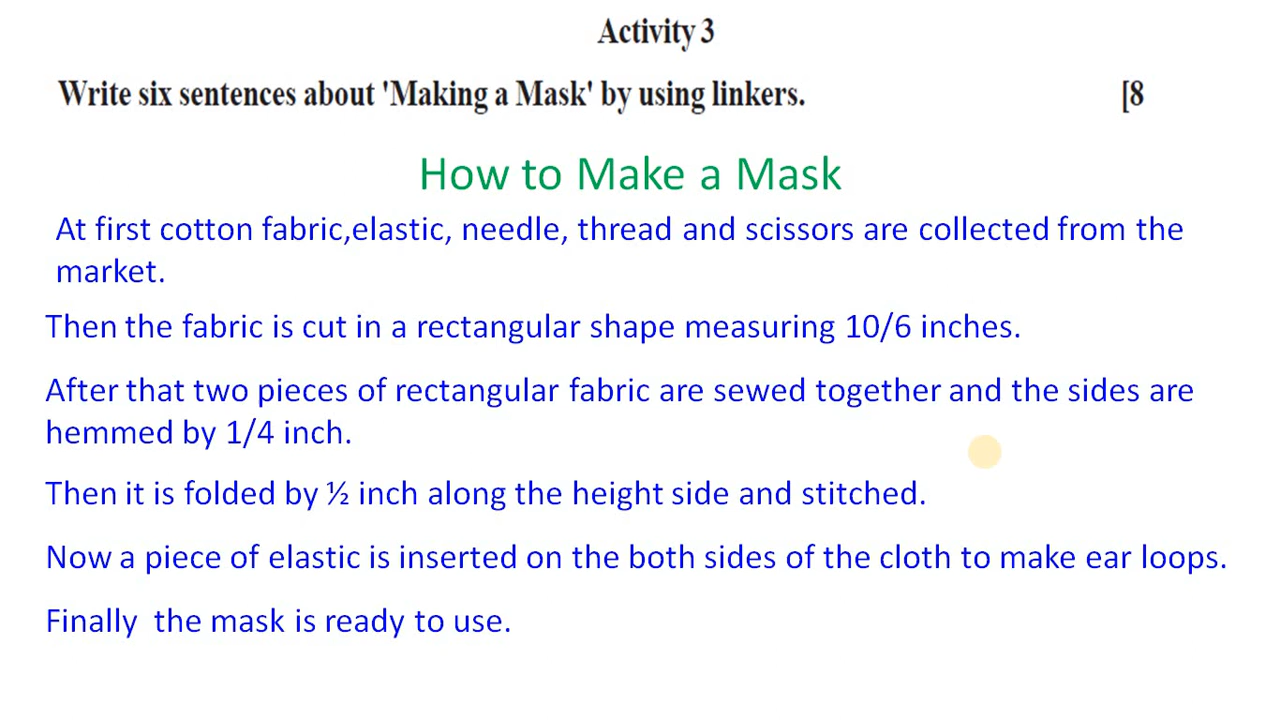 Activity 3
Write six sentences about 'Making a Mask' by using linkers. [8
How to Make a Mask
At first cotton fabric,elastic, needle, thread and scissors are collected from the
market.
Then the fabric is cut in a rectangular shape measuring 10/6 inches.
After that two pieces of rectangular fabric are sewed together and the sides are
hemmed by 1/4 inch.
Then it is folded by ½ inch along the height side and stitched.
Now a piece of elastic is inserted on the both sides of the cloth to make ear loops.
Finally the mask is ready to use.